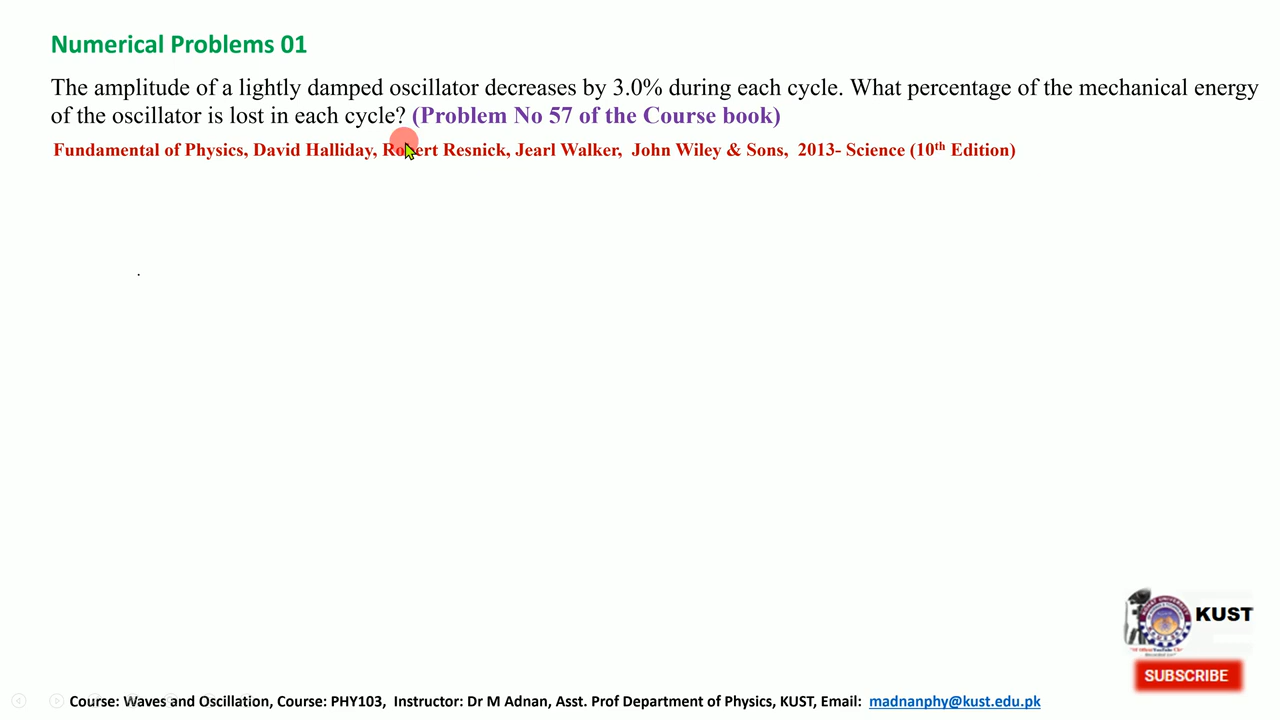 Numerical Problems 01
The amplitude of a lightly damped oscillator decreases by 3.0% during each cycle. What percentage of the mechanical energy
of the oscillator is lost in each cycle? (Problem No 57 of the Course book)
Fundamental of Physics, David Halliday, Robert Resnick, Jearl Walker, John Wiley & Sons, 2013- Science (10th Edition)
KUST
SUBSCRIBE
Course: Waves and Oscillation, Course: PHY103, Instructor: Dr M Adnan, Asst. Prof Department of Physics, KUST, Email: madnanphy@kust.edu.pk